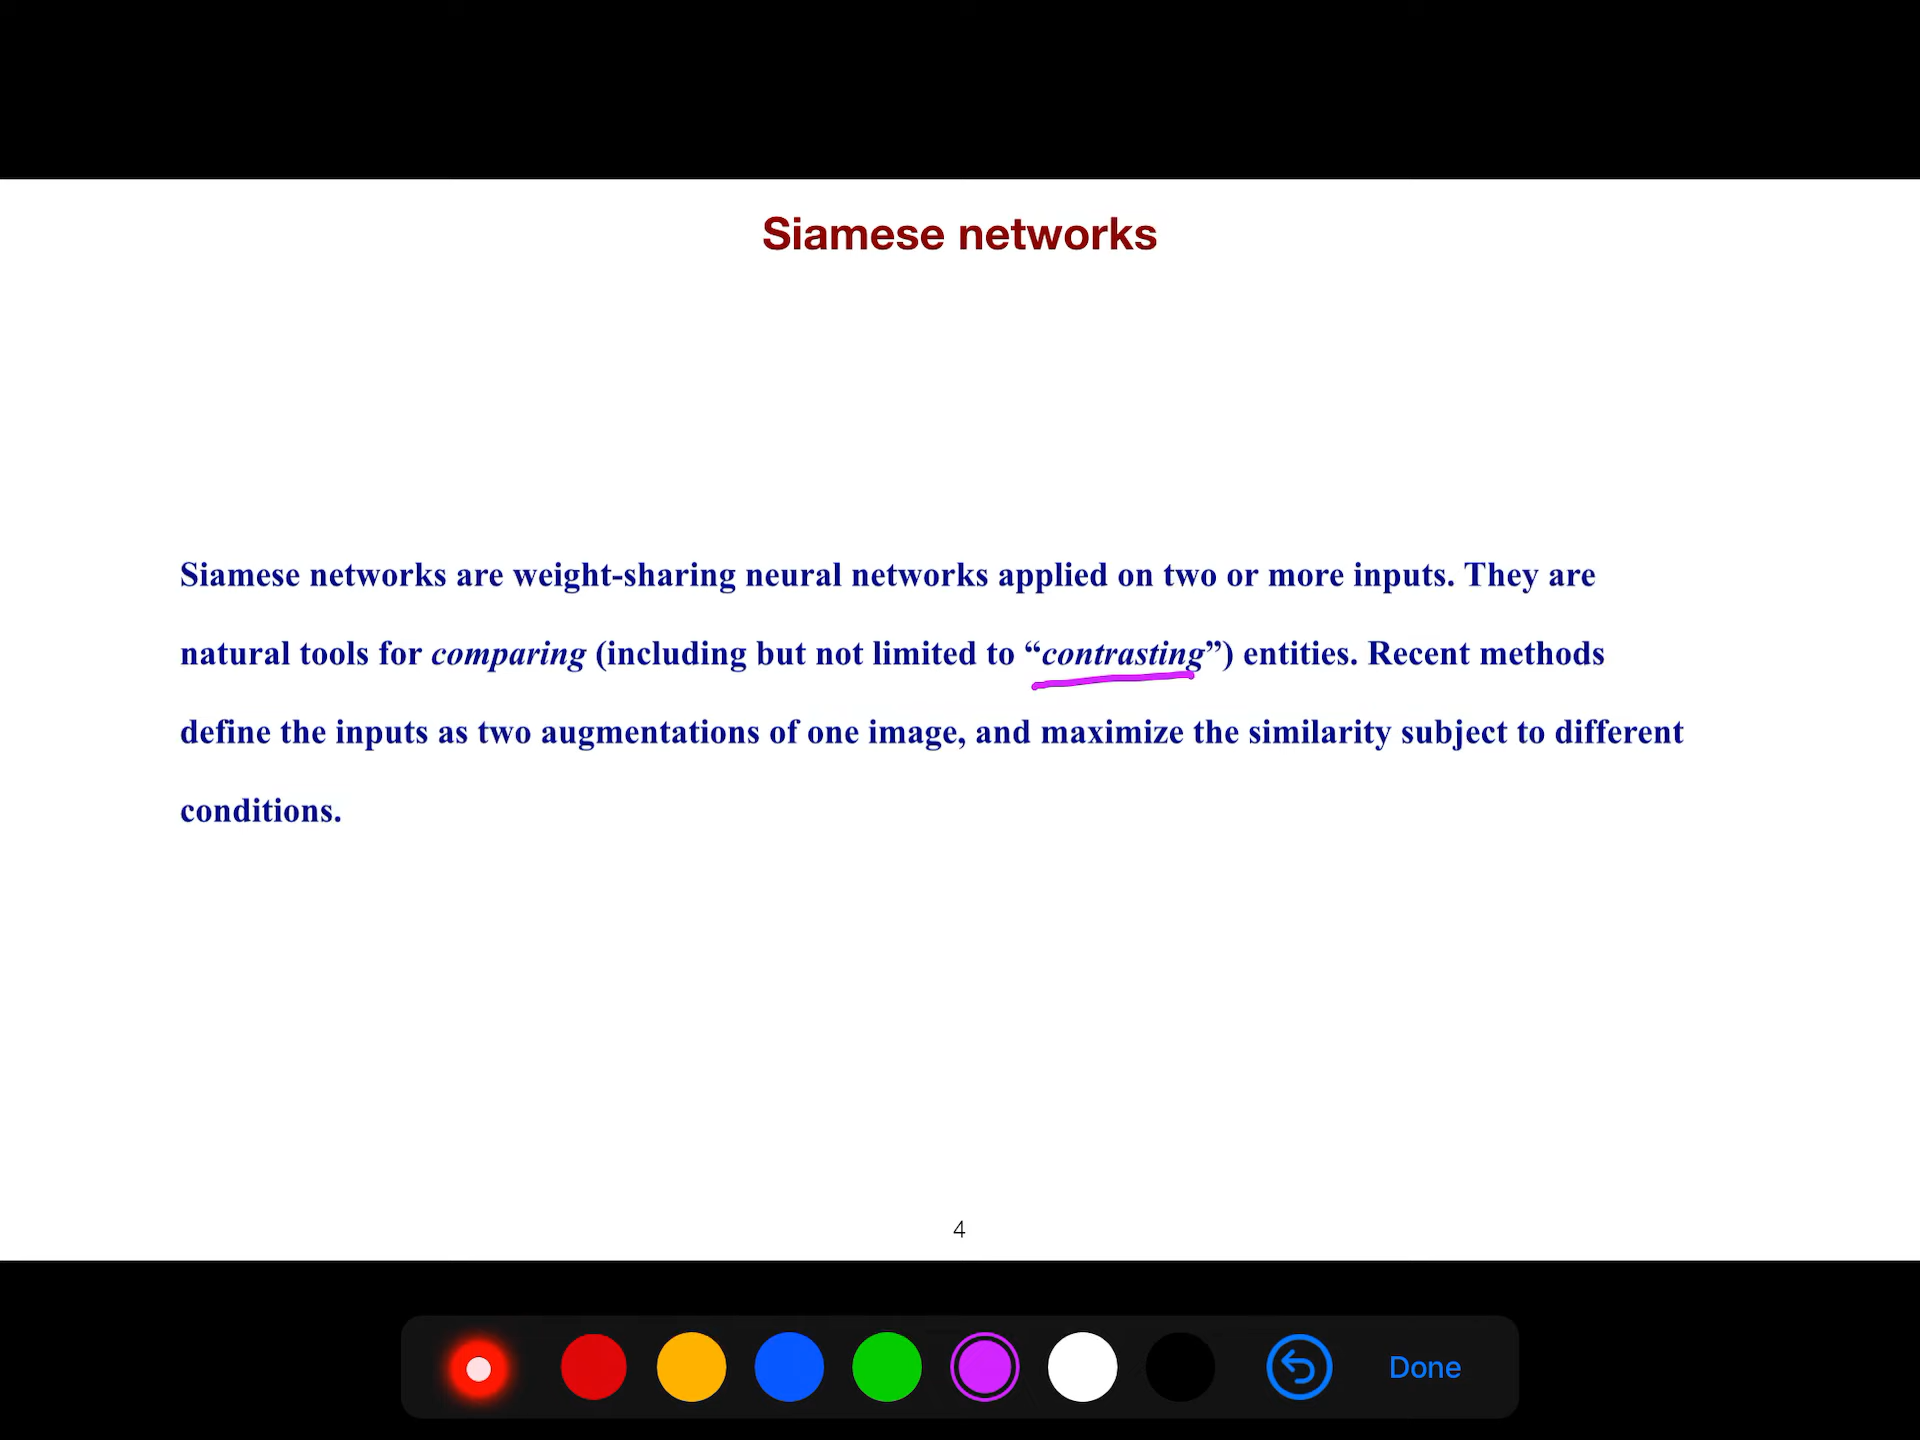 Siamese networks
Siamese networks are weight-sharing neural networks applied on two or more inputs. They are
natural tools for comparing (including but not limited to “contrasting”) entities. Recent methods
define the inputs as two augmentations of one image, and maximize the similarity subject to different
conditions.
4
Done